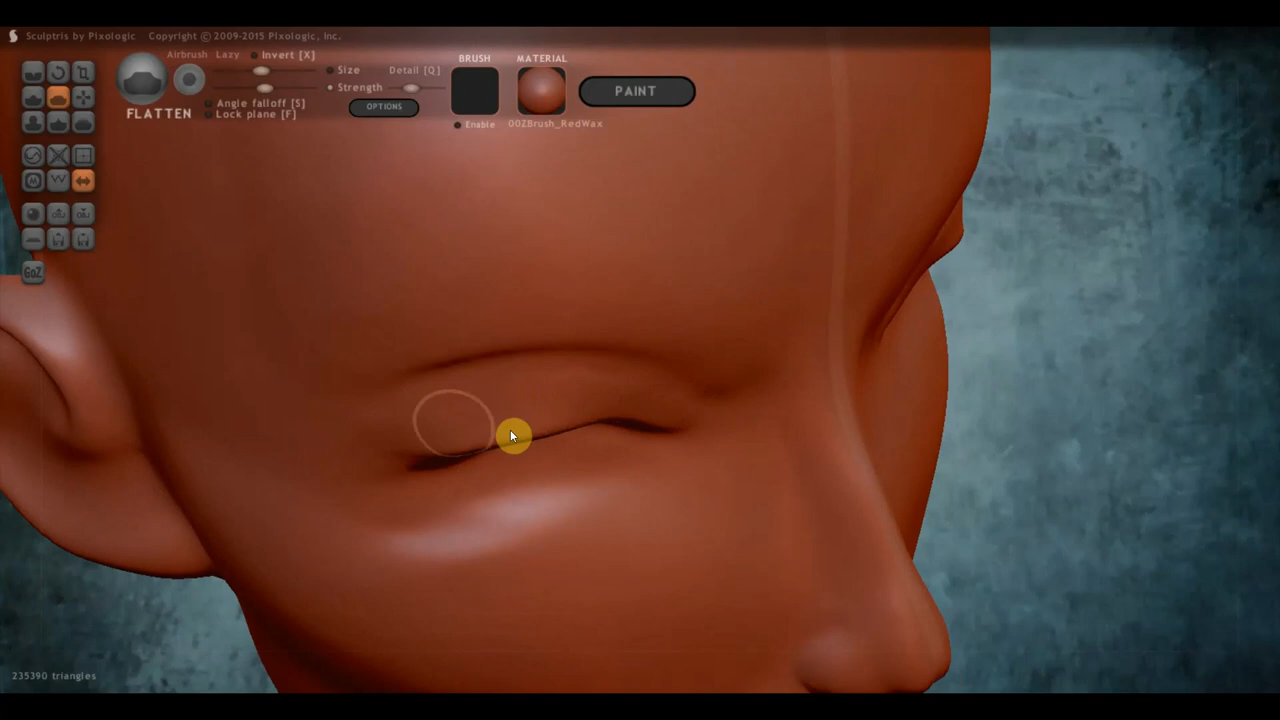 Sculptris by Pixologic Copyright © 2009-2015 Pixologic, Inc.
Airbrush Lazy Invert [X]
Size Detail [Q]
Strength
Angle falloff [S]
Lock plane [F]
FLATTEN
OPTIONS
BRUSH
Enable
MATERIAL
00ZBrush_RedWax
PAINT
GoZ
235390 triangles